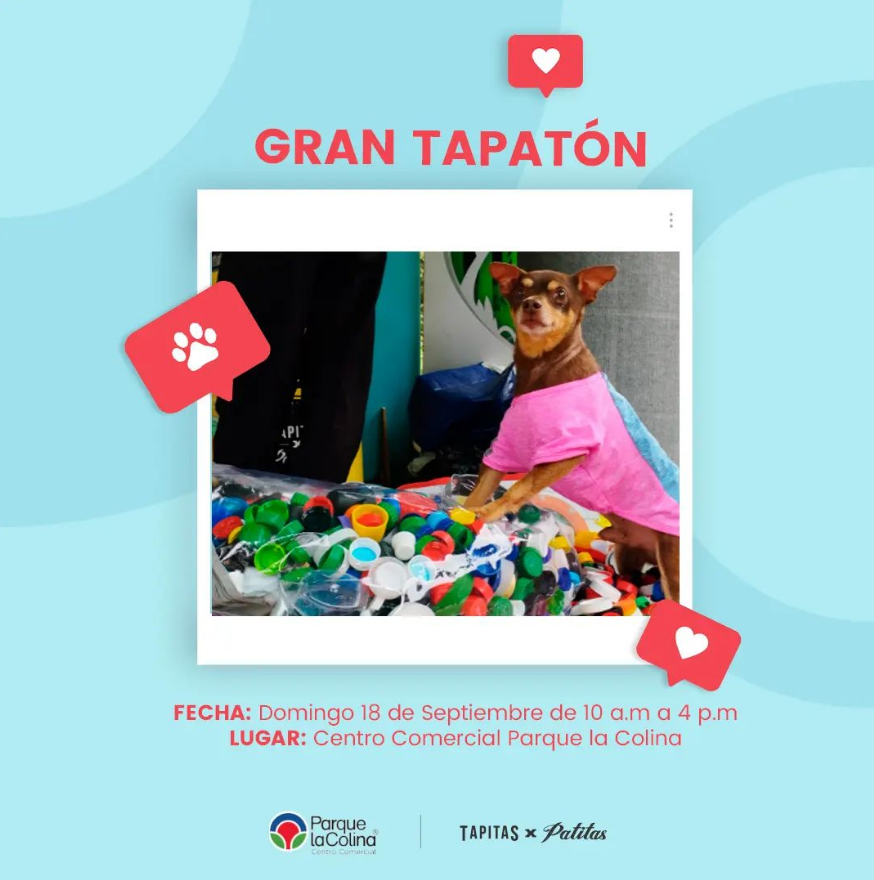 GRAN TAPATÓN
FECHA: Domingo 18 de Septiembre de 10 a.m a 4 p.m
LUGAR: Centro Comercial Parque la Colina
Parque
laColina®
Centro Comercial
TAPITAS x Patitas